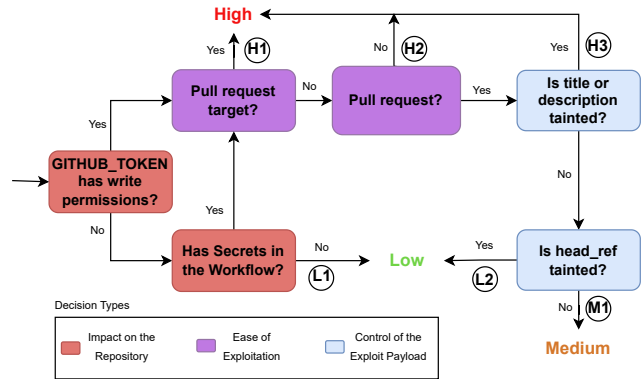 High
Yes
H1
No
H2
Yes
H3
Pull request
target?
No
Pull request?
Yes
Is title or
description
tainted?
Yes
GITHUB_TOKEN
has write
permissions?
No
Yes
No
Has Secrets in
the Workflow?
No
L1
Low
Yes
L2
Is head_ref
tainted?
No
M1
Medium
Decision Types
Impact on the
Repository
Ease of
Exploitation
Control of the
Exploit Payload